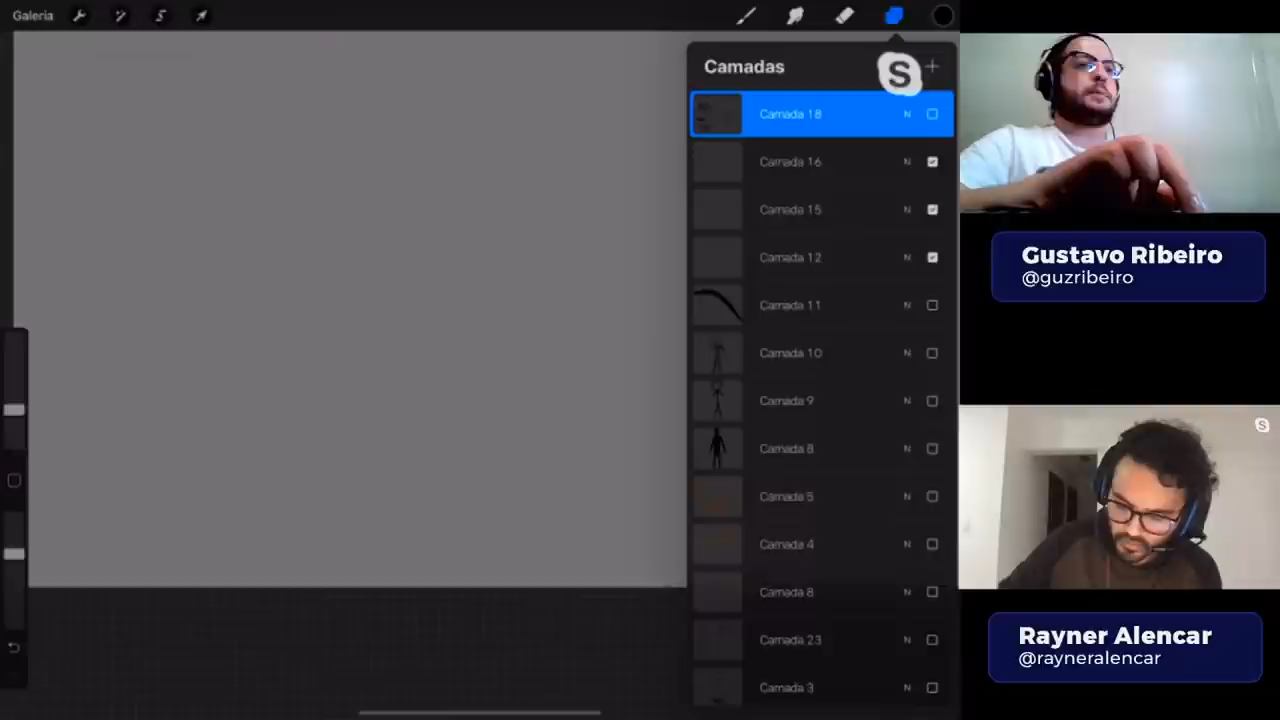 Galeria
Camadas
S
Camada 18 N
Camada 16 N
Camada 15 N
Camada 12 N
Camada 11 N
Camada 10 N
Camada 9 N
Camada 8 N
Camada 5 N
Camada 4 N
Camada 8 N
Camada 23 N
Camada 3 N
Gustavo Ribeiro
@guzribeiro
S
Rayner Alencar
@rayneralencar